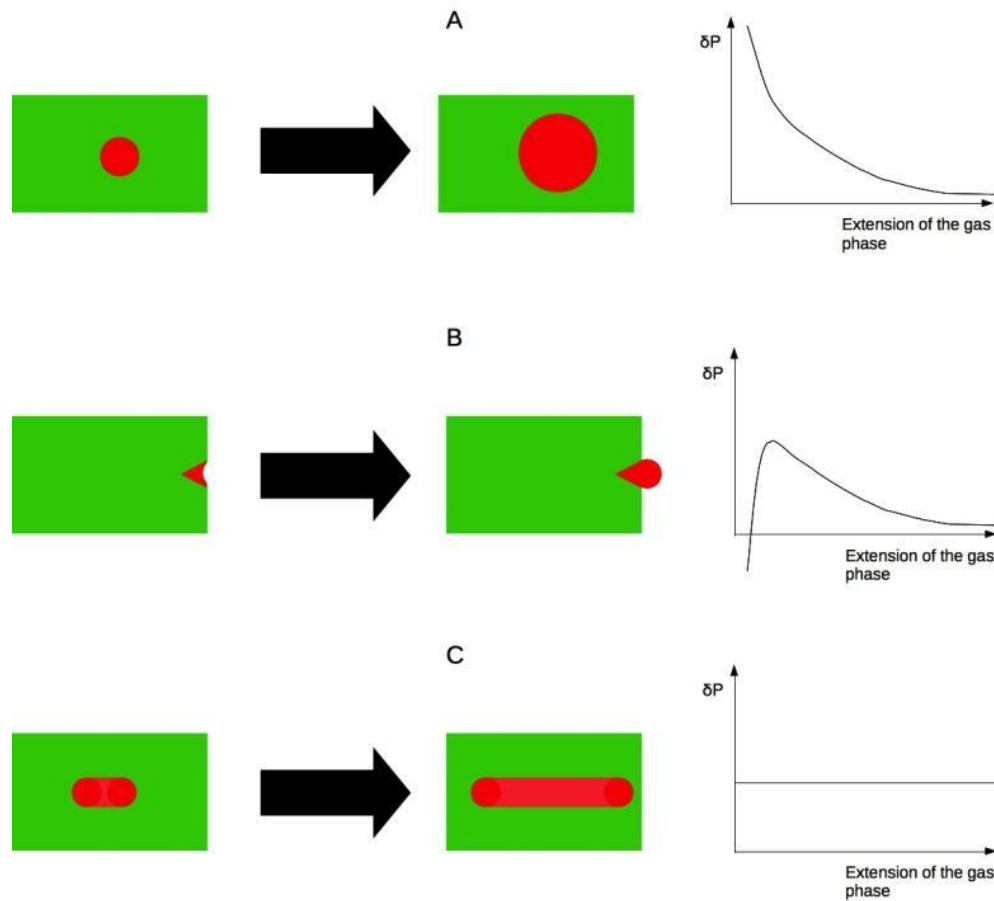 A
δP
Extension of the gas
phase
B
δP
Extension of the gas
phase
C
δP
Extension of the gas
phase